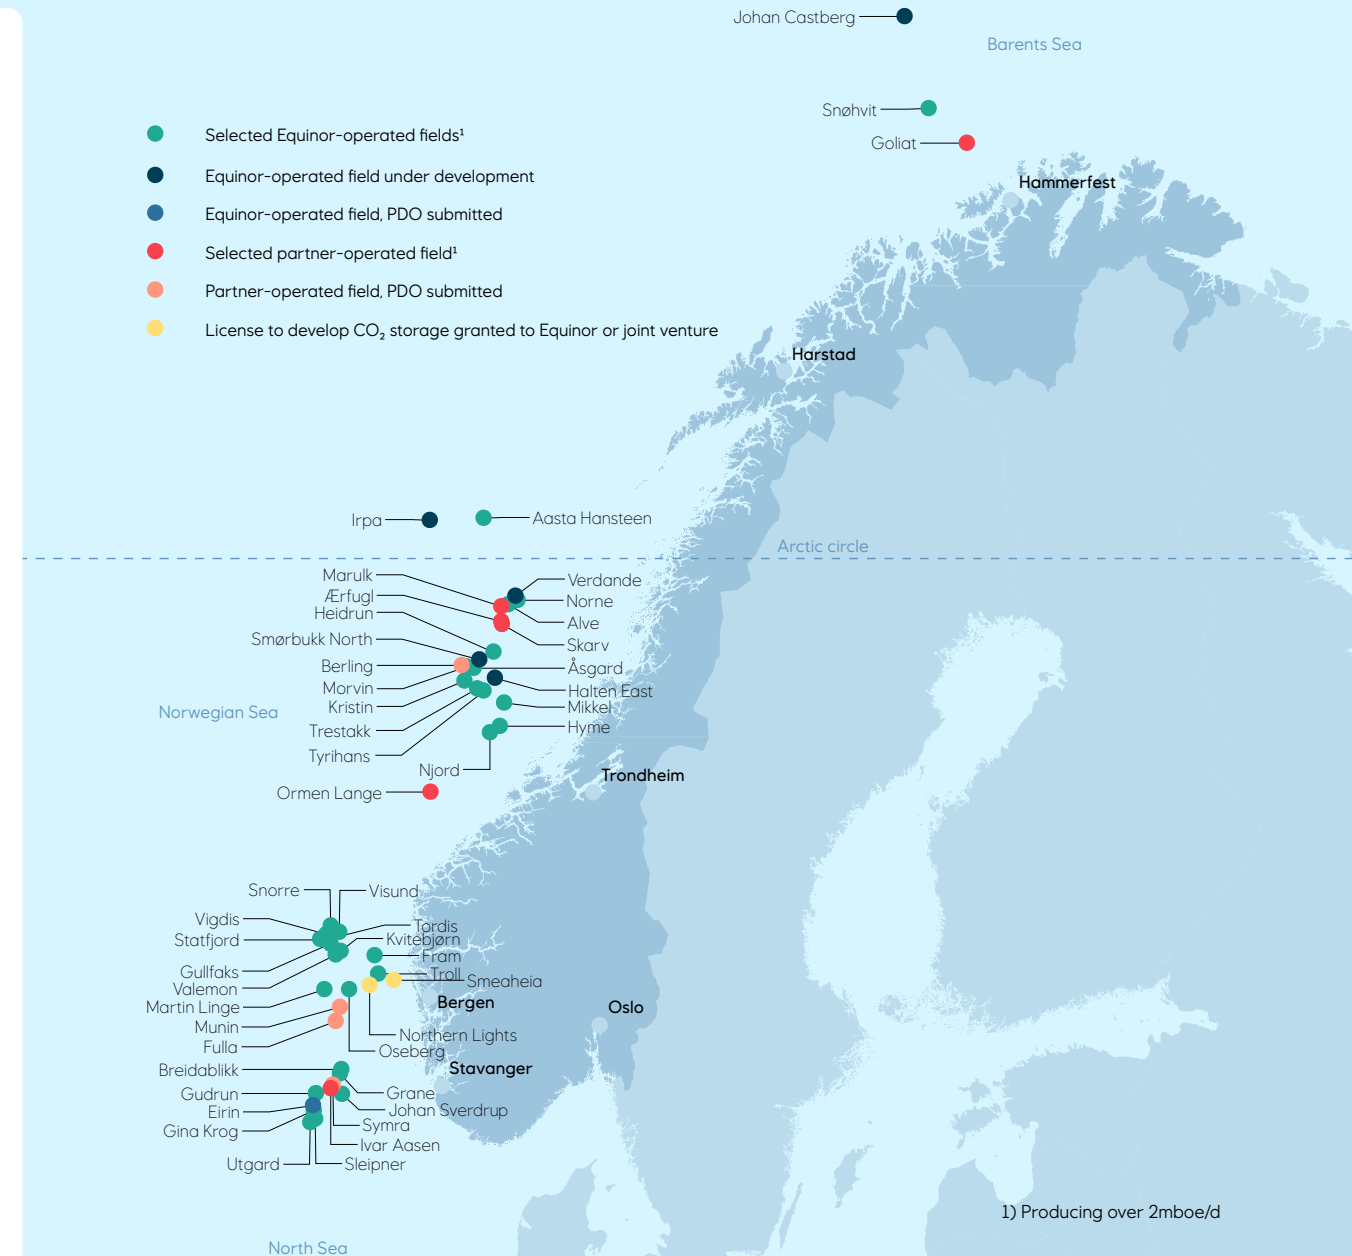 Johan Castberg
Barents Sea
Snøhvit
Goliat
Selected Equinor-operated fields¹
Equinor-operated field under development
Equinor-operated field, PDO submitted
Selected partner-operated field¹
Partner-operated field, PDO submitted
License to develop CO₂ storage granted to Equinor or joint venture
Hammerfest
Harstad
Irpa
Aasta Hansteen
Arctic circle
Marulk
Verdande
Ærfugl
Norne
Heidrun
Alve
Smørbukk North
Skarv
Berling
Åsgard
Morvin
Halten East
Kristin
Mikkel
Norwegian Sea
Trestakk
Hyme
Tyrihans
Njord
Trondheim
Ormen Lange
Snorre
Visund
Vigdis
Tordis
Statfjord
Kvitebjørn
Fram
Gullfaks
Troll
Valemon
Smeaheia
Martin Linge
Bergen
Oslo
Munin
Northern Lights
Fulla
Oseberg
Breidablikk
Stavanger
Gudrun
Grane
Eirin
Johan Sverdrup
Gina Krog
Symra
Ivar Aasen
Utgard
Sleipner
1) Producing over 2mboe/d
North Sea